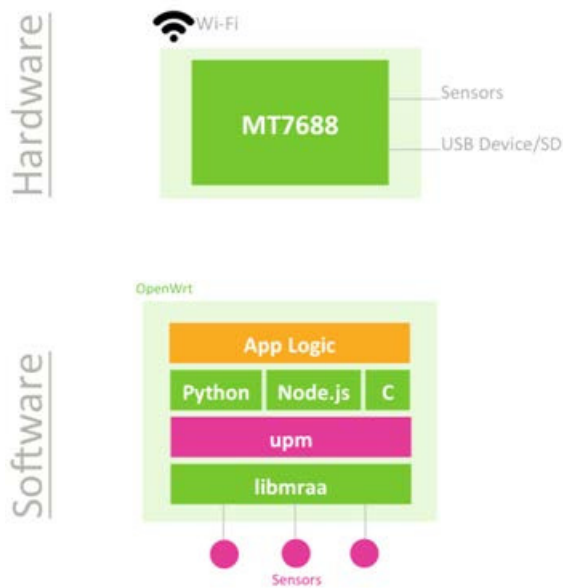 Hardware
Wi-Fi
MT7688
Sensors
USB Device/SD
Software
OpenWrt
App Logic
Python Node.js C
upm
libmraa
Sensors